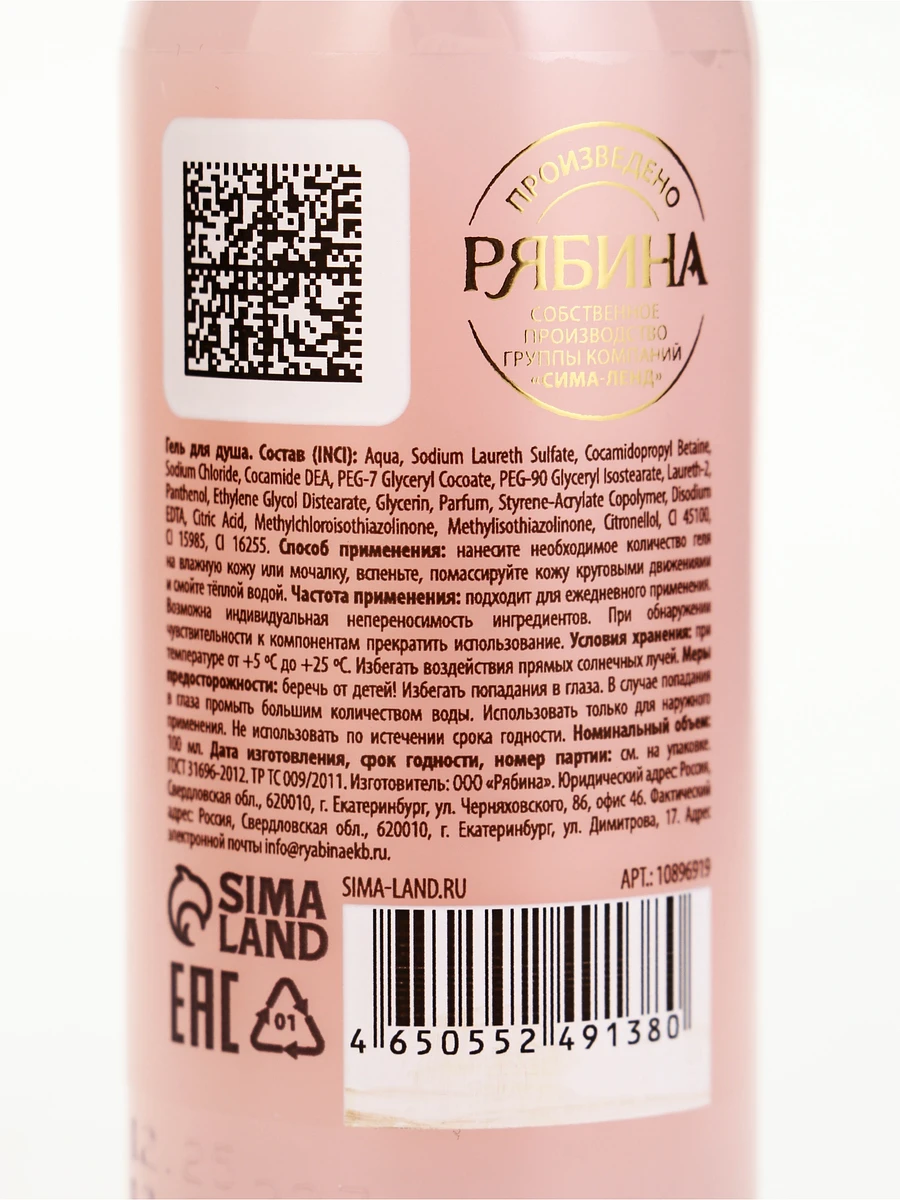 ПРОИЗВЕДЕНО
РЯБИНА
СОБСТВЕННОЕ
ПРОИЗВОДСТВО
ГРУППЫ КОМПАНИЙ
«СИМА-ЛЕНД»
Гель для душа. Состав (INCI): Aqua, Sodium Laureth Sulfate, Cocamidopropyl Betaine,
Sodium Chloride, Cocamide DEA, PEG-7 Glyceryl Cocoate, PEG-90 Glyceryl Isostearate, Laureth-2,
Panthenol, Ethylene Glycol Distearate, Glycerin, Parfum, Styrene-Acrylate Copolymer, Disodium
EDTA, Citric Acid, Methylchloroisothiazolinone, Methylisothiazolinone, Citronellol, CI 45100,
CI 15985, CI 16255. Способ применения: нанесите необходимое количество геля
на влажную кожу или мочалку, вспеньте, помассируйте кожу круговыми движениями
и смойте тёплой водой. Частота применения: подходит для ежедневного применения.
Возможна индивидуальная непереносимость ингредиентов. При обнаружении
чувствительности к компонентам прекратить использование. Условия хранения: при
температуре от +5 ºC до +25 ºC. Избегать воздействия прямых солнечных лучей. Меры
предосторожности: беречь от детей! Избегать попадания в глаза. В случае попадания
в глаза промыть большим количеством воды. Использовать только для наружного
применения. Не использовать по истечении срока годности. Номинальный объем:
100 мл. Дата изготовления, срок годности, номер партии: см. на упаковке.
ГОСТ 31696-2012. ТР ТС 009/2011. Изготовитель: ООО «Рябина». Юридический адрес: Россия,
Свердловская обл., 620010, г. Екатеринбург, ул. Черняховского, 86, офис 46. Фактический
адрес: Россия, Свердловская обл., 620010, г. Екатеринбург, ул. Димитрова, 17. Адрес
электронной почты info@ryabinaekb.ru.
SIMA
LAND
SIMA-LAND.RU
АРТ.: 10896919
EAC
01
4 650552 491380